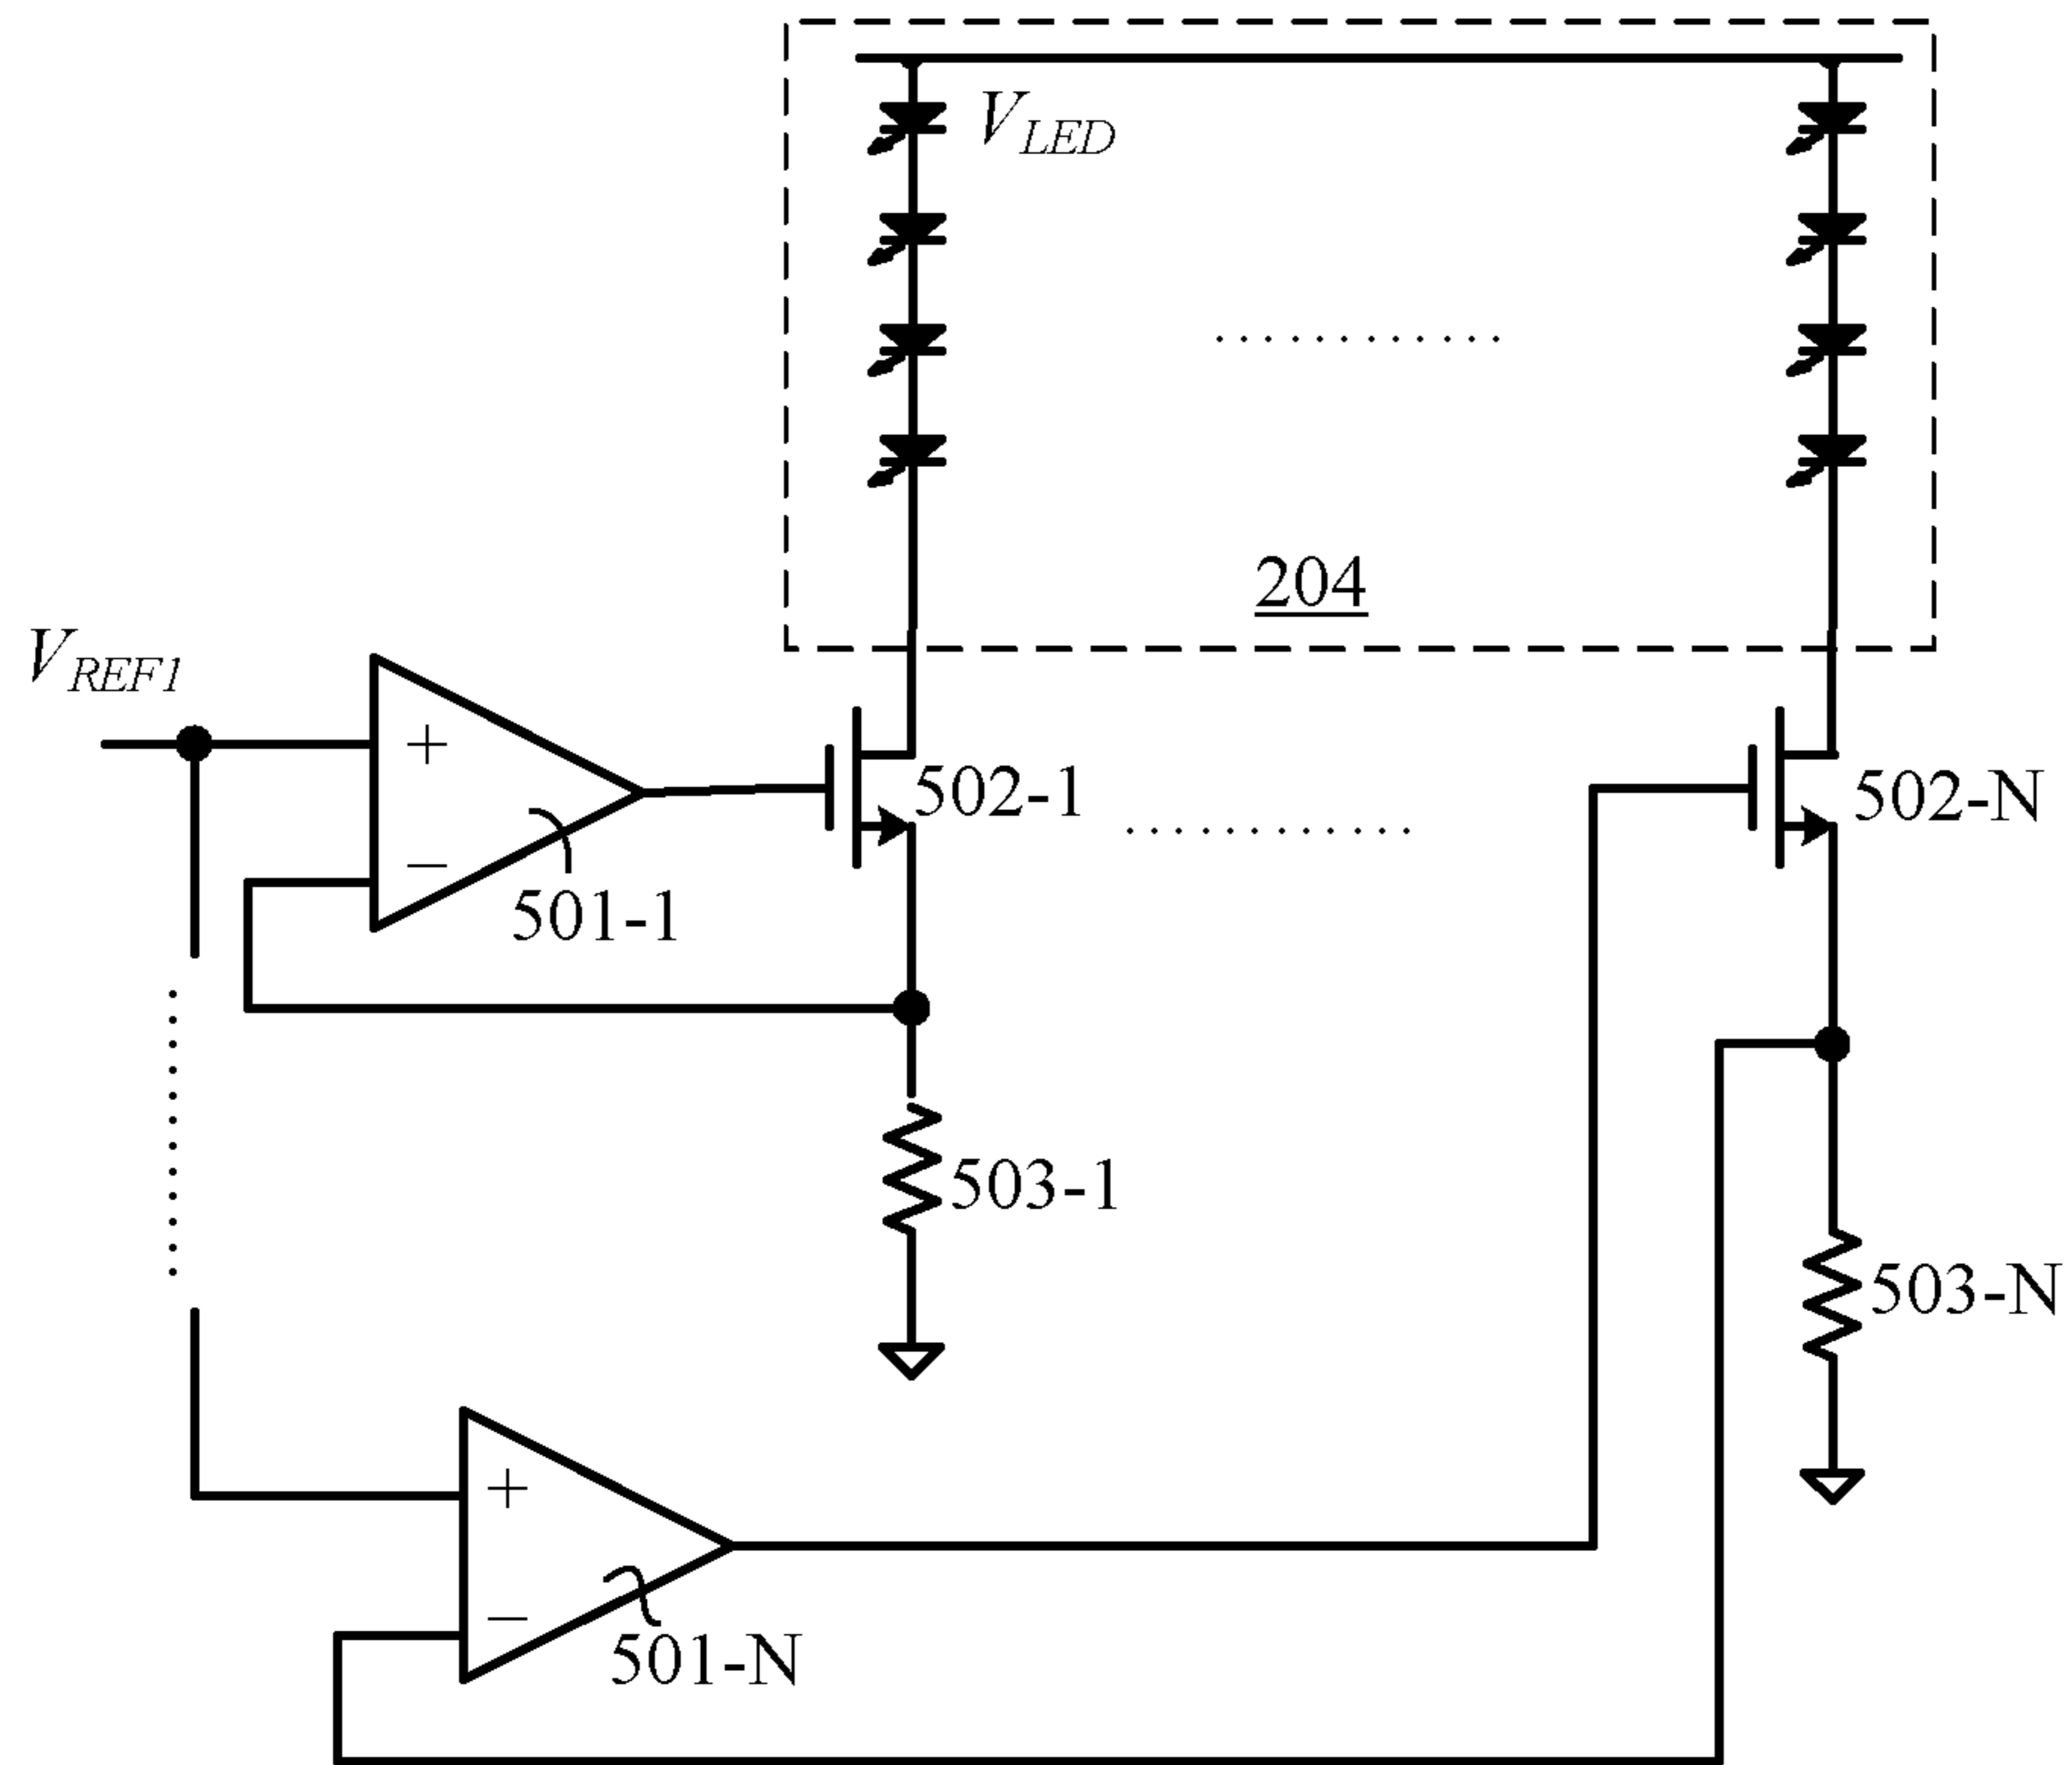 V_LED
204
V_REF1
+
502-1
502-N
−
501-1
503-1
503-N
+
−
501-N